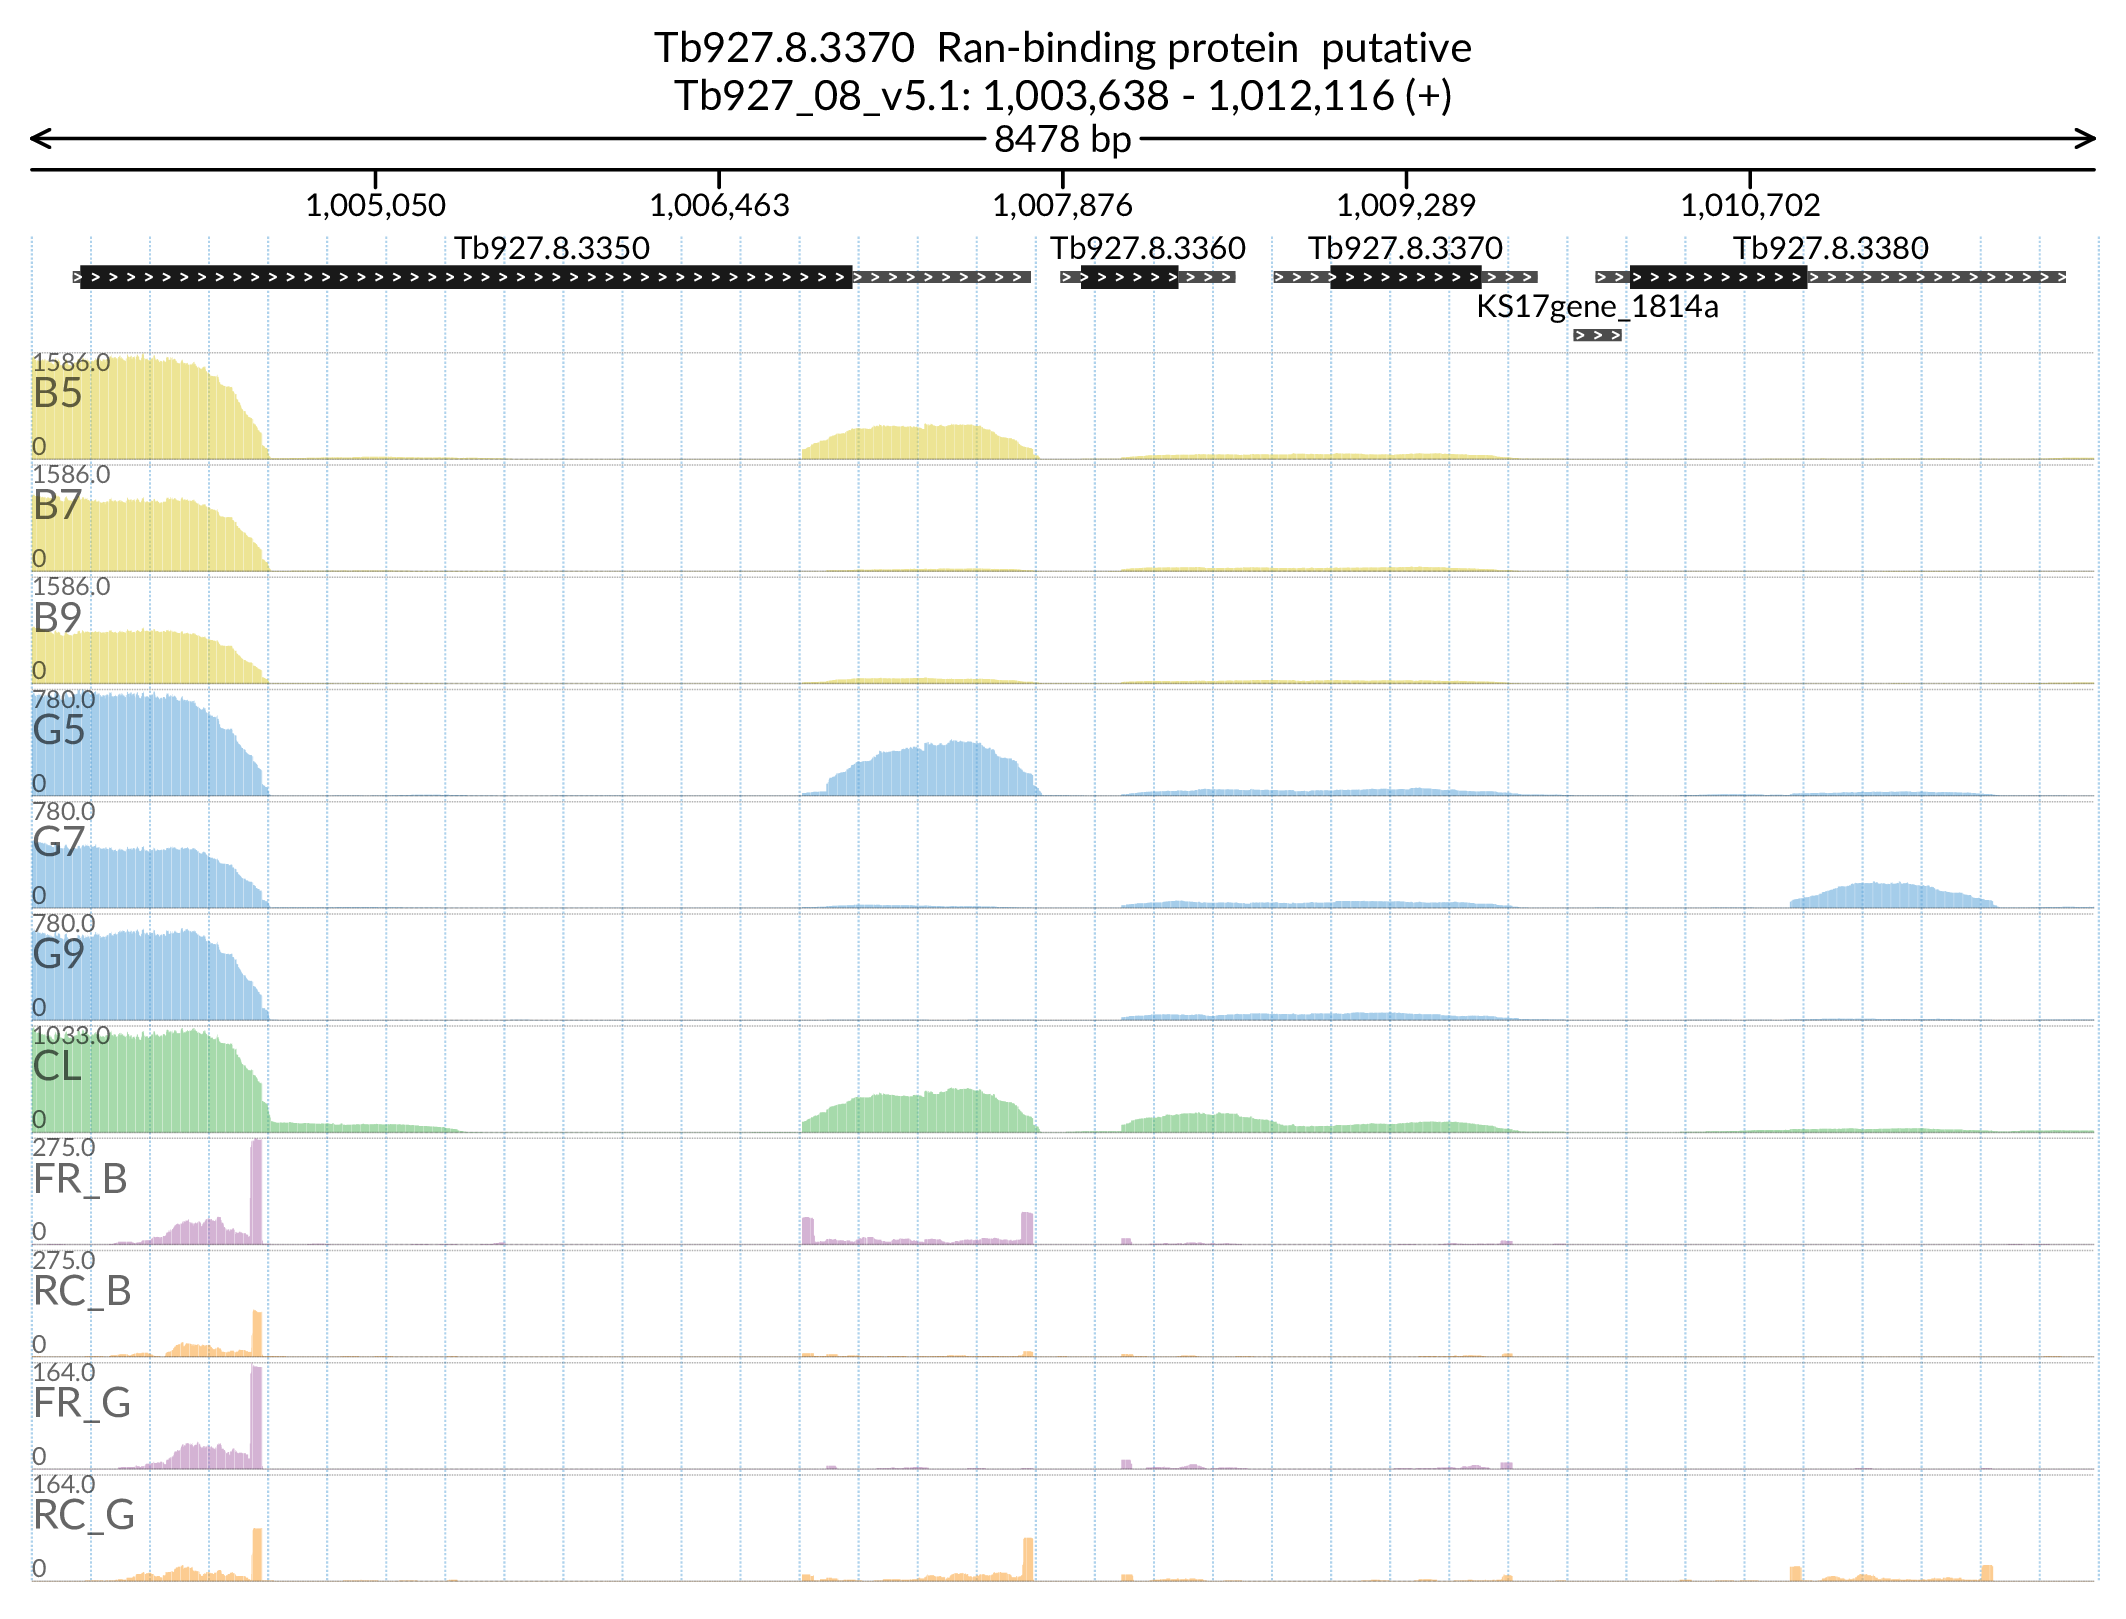 Tb927.8.3370  Ran-binding protein  putative
Tb927_08_v5.1: 1,003,638 - 1,012,116 (+)
8478 bp
1,005,050 1,006,463 1,007,876 1,009,289 1,010,702
Tb927.8.3350 Tb927.8.3360 Tb927.8.3370 Tb927.8.3380
KS17gene_1814a
1586.0
B5
0
1586.0
B7
0
1586.0
B9
0
780.0
G5
0
780.0
G7
0
780.0
G9
0
1033.0
CL
0
275.0
FR_B
0
275.0
RC_B
0
164.0
FR_G
0
164.0
RC_G
0